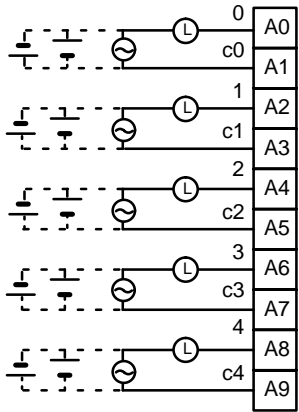 0 L A0
c0 A1
1 L A2
c1 A3
2 L A4
c2 A5
3 L A6
c3 A7
4 L A8
c4 A9